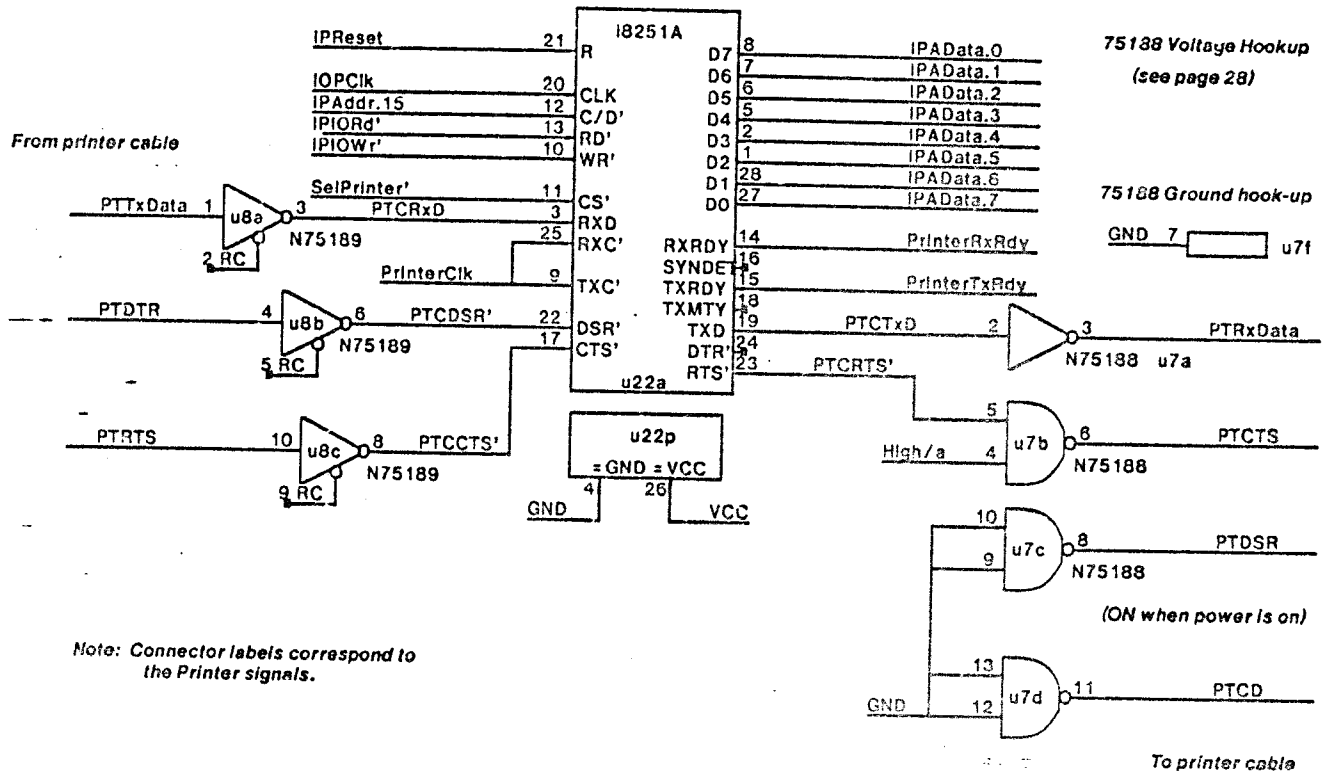 I8251A
IPReset 21 R
IOPClk 20 CLK
IPAddr.15 12 C/D'
IPIORd' 13 RD'
IPIOWr' 10 WR'
SelPrinter' 11 CS'
3 RXD
25 RXC'
PrinterClk 9 TXC'
22 DSR'
17 CTS'
D7 8 IPAData.0
D6 7 IPAData.1
D5 6 IPAData.2
D4 5 IPAData.3
D3 2 IPAData.4
D2 1 IPAData.5
D1 28 IPAData.6
D0 27 IPAData.7
RXRDY 14 PrinterRxRdy
SYNDET 16
TXRDY 15 PrinterTxRdy
TXMTY 18
TXD 19 PTCTxD
DTR' 24
RTS' 23 PTCRTS'
u22a
75188 Voltage Hookup
(see page 28)
75188 Ground hook-up
GND 7 u7f
From printer cable
PTTxData 1 u8a 3 PTCRxD
N75189
2 RC
PTDTR 4 u8b 6 PTCDSR'
N75189
5 RC
PTRTS 10 u8c 8 PTCCTS'
N75189
9 RC
u22p
=GND =VCC
4 26
GND VCC
2 3 PTRxData
N75188 u7a
5
High/a 4 u7b 6 PTCTS
N75188
10
9 u7c 8 PTDSR
N75188
(ON when power is on)
13
GND 12 u7d 11 PTCD
To printer cable
Note: Connector labels correspond to
the Printer signals.